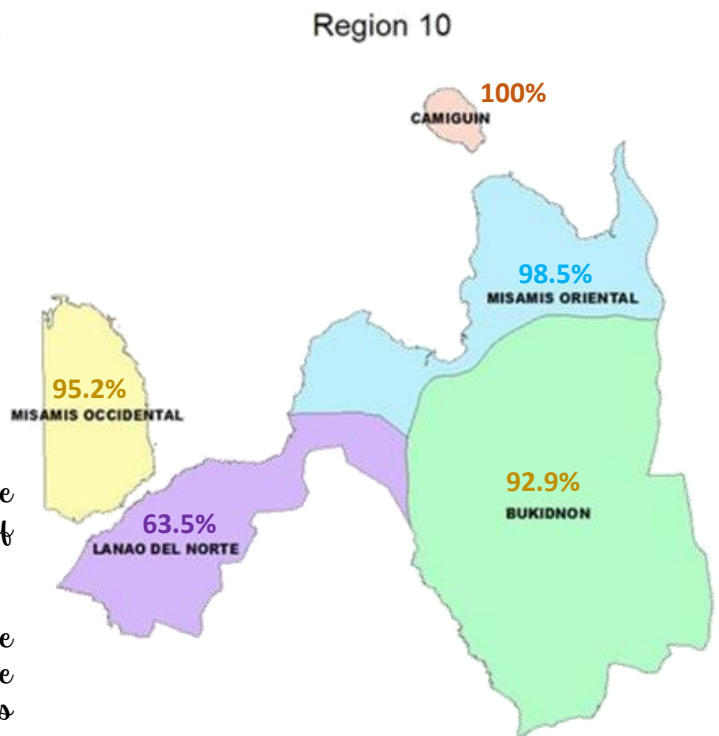 Region 10
100%
CAMIGUIN
98.5%
MISAMIS ORIENTAL
95.2%
MISAMIS OCCIDENTAL
92.9%
BUKIDNON
63.5%
LANAO DEL NORTE